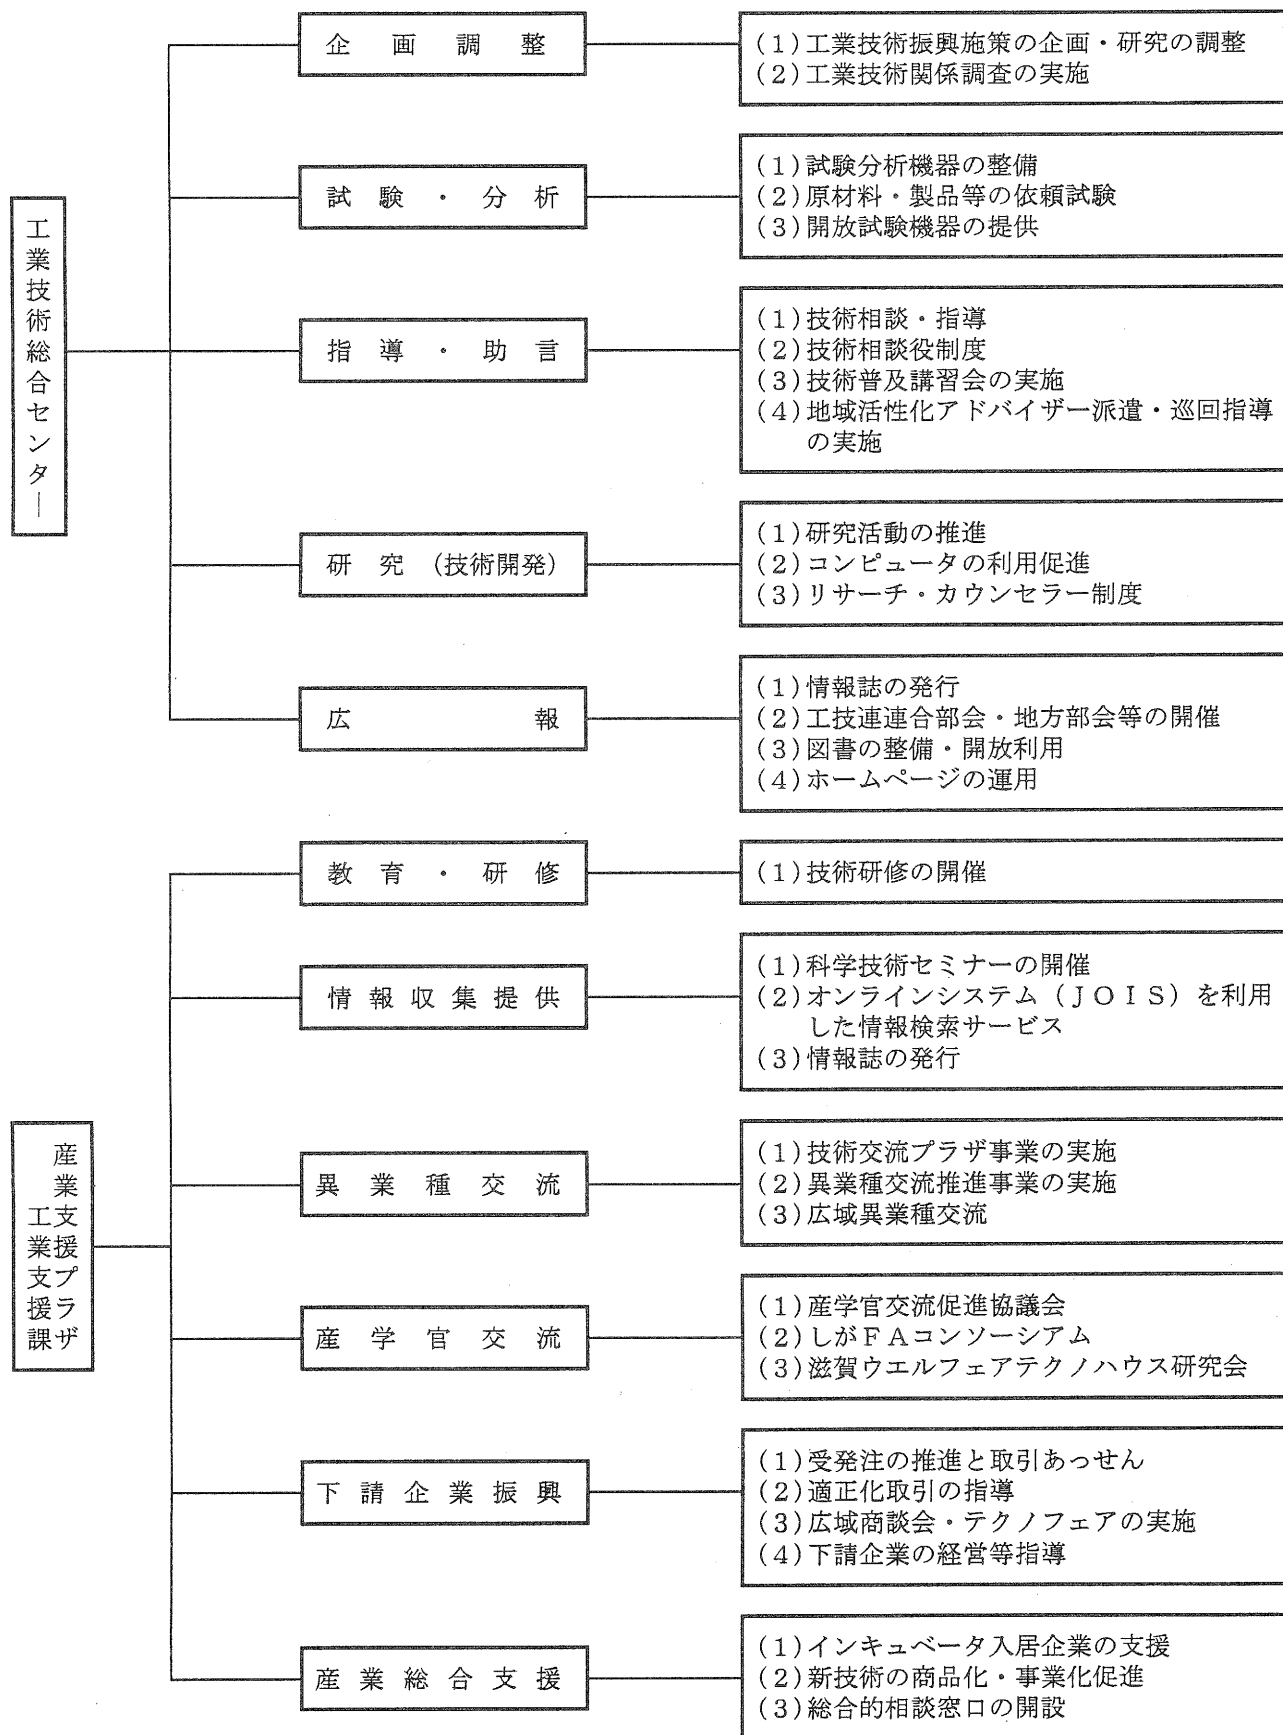 工業技術総合センター
企画調整
(1)工業技術振興施策の企画・研究の調整
(2)工業技術関係調査の実施
試験・分析
(1)試験分析機器の整備
(2)原材料・製品等の依頼試験
(3)開放試験機器の提供
指導・助言
(1)技術相談・指導
(2)技術相談役制度
(3)技術普及講習会の実施
(4)地域活性化アドバイザー派遣・巡回指導
の実施
研究(技術開発)
(1)研究活動の推進
(2)コンピュータの利用促進
(3)リサーチ・カウンセラー制度
広報
(1)情報誌の発行
(2)工技連連合部会・地方部会等の開催
(3)図書の整備・開放利用
(4)ホームページの運用
産業支援プラザ
工業支援課
教育・研修
(1)技術研修の開催
情報収集提供
(1)科学技術セミナーの開催
(2)オンラインシステム(JOIS)を利用
した情報検索サービス
(3)情報誌の発行
異業種交流
(1)技術交流プラザ事業の実施
(2)異業種交流推進事業の実施
(3)広域異業種交流
産学官交流
(1)産学官交流促進協議会
(2)しがFAコンソーシアム
(3)滋賀ウエルフェアテクノハウス研究会
下請企業振興
(1)受発注の推進と取引あっせん
(2)適正化取引の指導
(3)広域商談会・テクノフェアの実施
(4)下請企業の経営等指導
産業総合支援
(1)インキュベータ入居企業の支援
(2)新技術の商品化・事業化促進
(3)総合的相談窓口の開設